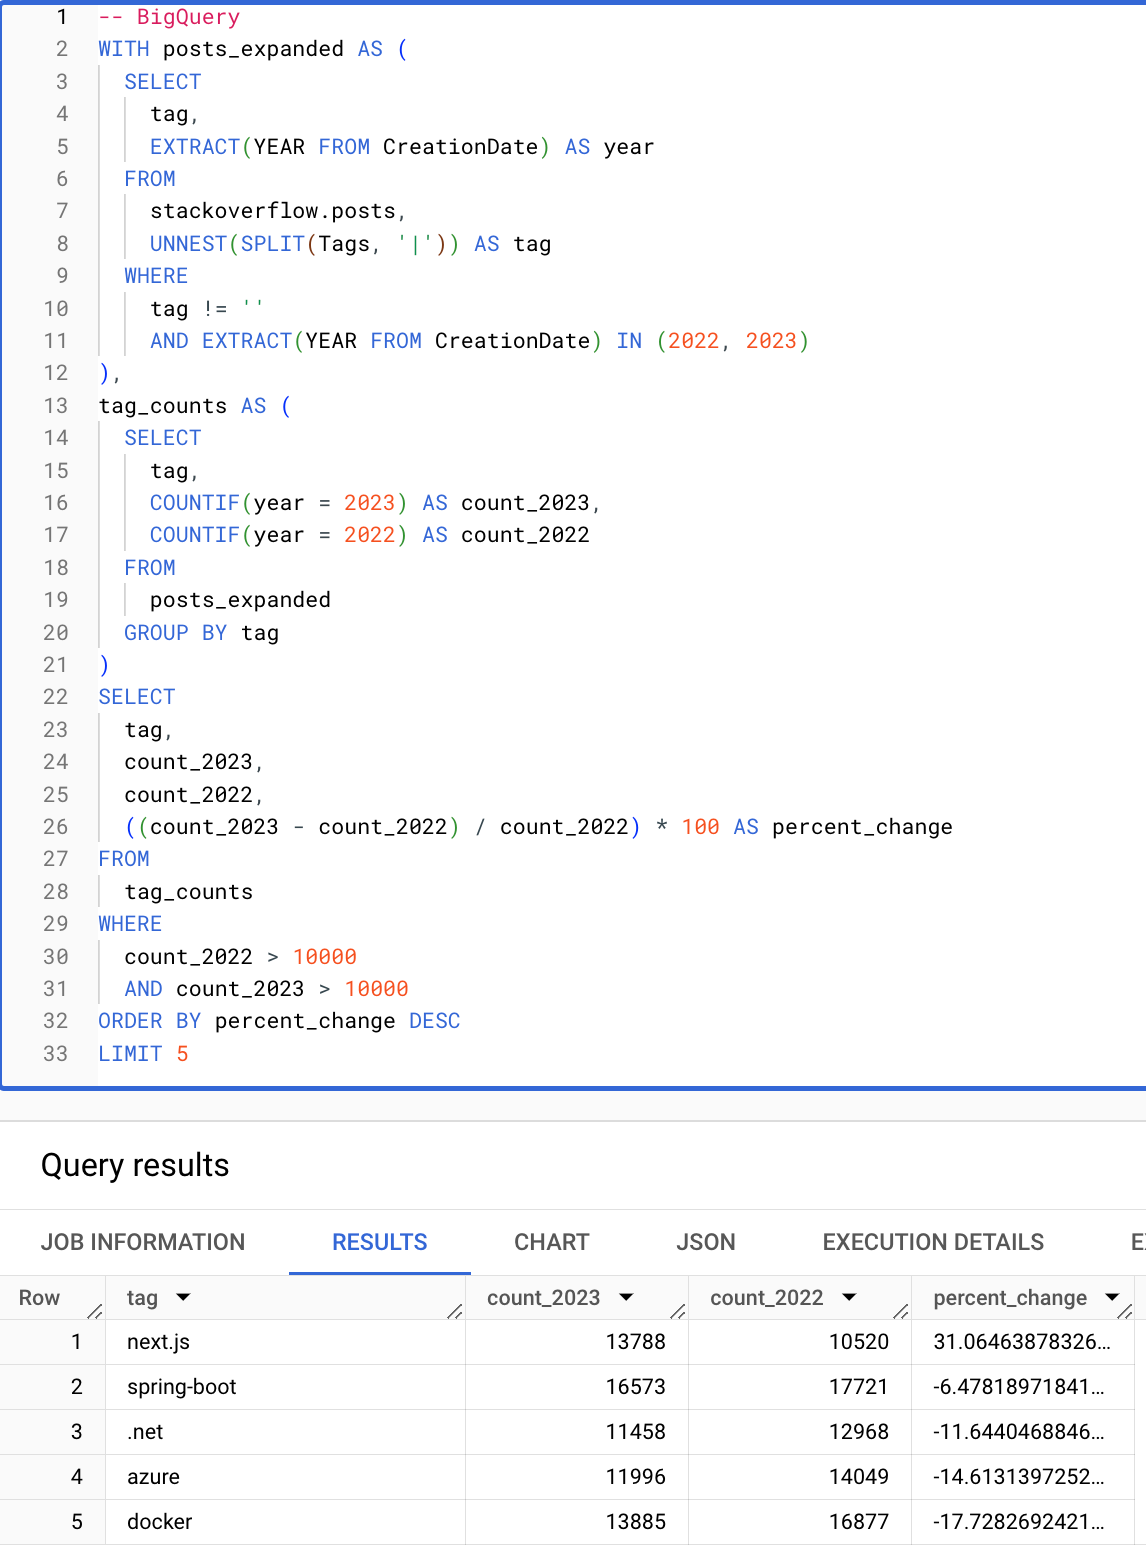 1 -- BigQuery
2 WITH posts_expanded AS (
3 SELECT
4 tag,
5 EXTRACT(YEAR FROM CreationDate) AS year
6 FROM
7 stackoverflow.posts,
8 UNNEST(SPLIT(Tags, '|')) AS tag
9 WHERE
10 tag != ''
11 AND EXTRACT(YEAR FROM CreationDate) IN (2022, 2023)
12 ),
13 tag_counts AS (
14 SELECT
15 tag,
16 COUNTIF(year = 2023) AS count_2023,
17 COUNTIF(year = 2022) AS count_2022
18 FROM
19 posts_expanded
20 GROUP BY tag
21 )
22 SELECT
23 tag,
24 count_2023,
25 count_2022,
26 ((count_2023 - count_2022) / count_2022) * 100 AS percent_change
27 FROM
28 tag_counts
29 WHERE
30 count_2022 > 10000
31 AND count_2023 > 10000
32 ORDER BY percent_change DESC
33 LIMIT 5
Query results
JOB INFORMATION RESULTS CHART JSON EXECUTION DETAILS
Row tag count_2023 count_2022 percent_change
1 next.js 13788 10520 31.06463878326...
2 spring-boot 16573 17721 -6.47818971841...
3 .net 11458 12968 -11.6440468846...
4 azure 11996 14049 -14.6131397252...
5 docker 13885 16877 -17.7282692421...